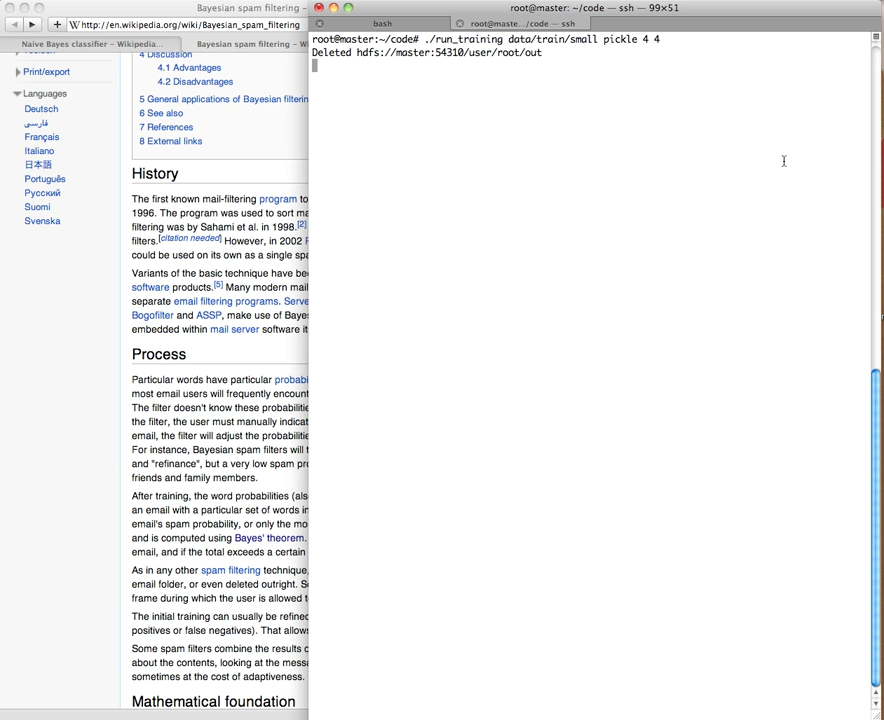 Bayesian spam filtering
http://en.wikipedia.org/wiki/Bayesian_spam_filtering
Naive Bayes classifier – Wikipedia...
Bayesian spam filtering – W
Print/export
Languages
Deutsch
فارسی
Français
Italiano
日本語
Português
Русский
Suomi
Svenska
4 Discussion
4.1 Advantages
4.2 Disadvantages
5 General applications of Bayesian filterin
6 See also
7 References
8 External links
History
The first known mail-filtering program to
1996. The program was used to sort ma
filtering was by Sahami et al. in 1998.[2]
filters.[citation needed] However, in 2002
could be used on its own as a single spa
Variants of the basic technique have be
software products.[5] Many modern mail
separate email filtering programs. Serve
Bogofilter and ASSP, make use of Baye
embedded within mail server software it
Process
Particular words have particular probabi
most email users will frequently encount
The filter doesn't know these probabilitie
the filter, the user must manually indicat
email, the filter will adjust the probabilitie
For instance, Bayesian spam filters will t
and "refinance", but a very low spam pr
friends and family members.
After training, the word probabilities (als
an email with a particular set of words in
email's spam probability, or only the mo
and is computed using Bayes' theorem.
email, and if the total exceeds a certain
As in any other spam filtering technique,
email folder, or even deleted outright. S
frame during which the user is allowed t
The initial training can usually be refined
positives or false negatives). That allows
Some spam filters combine the results o
about the contents, looking at the messa
sometimes at the cost of adaptiveness.
Mathematical foundation
root@master: ~/code — ssh — 99×51
bash
root@maste…/code — ssh
root@master:~/code# ./run_training data/train/small pickle 4 4
Deleted hdfs://master:54310/user/root/out